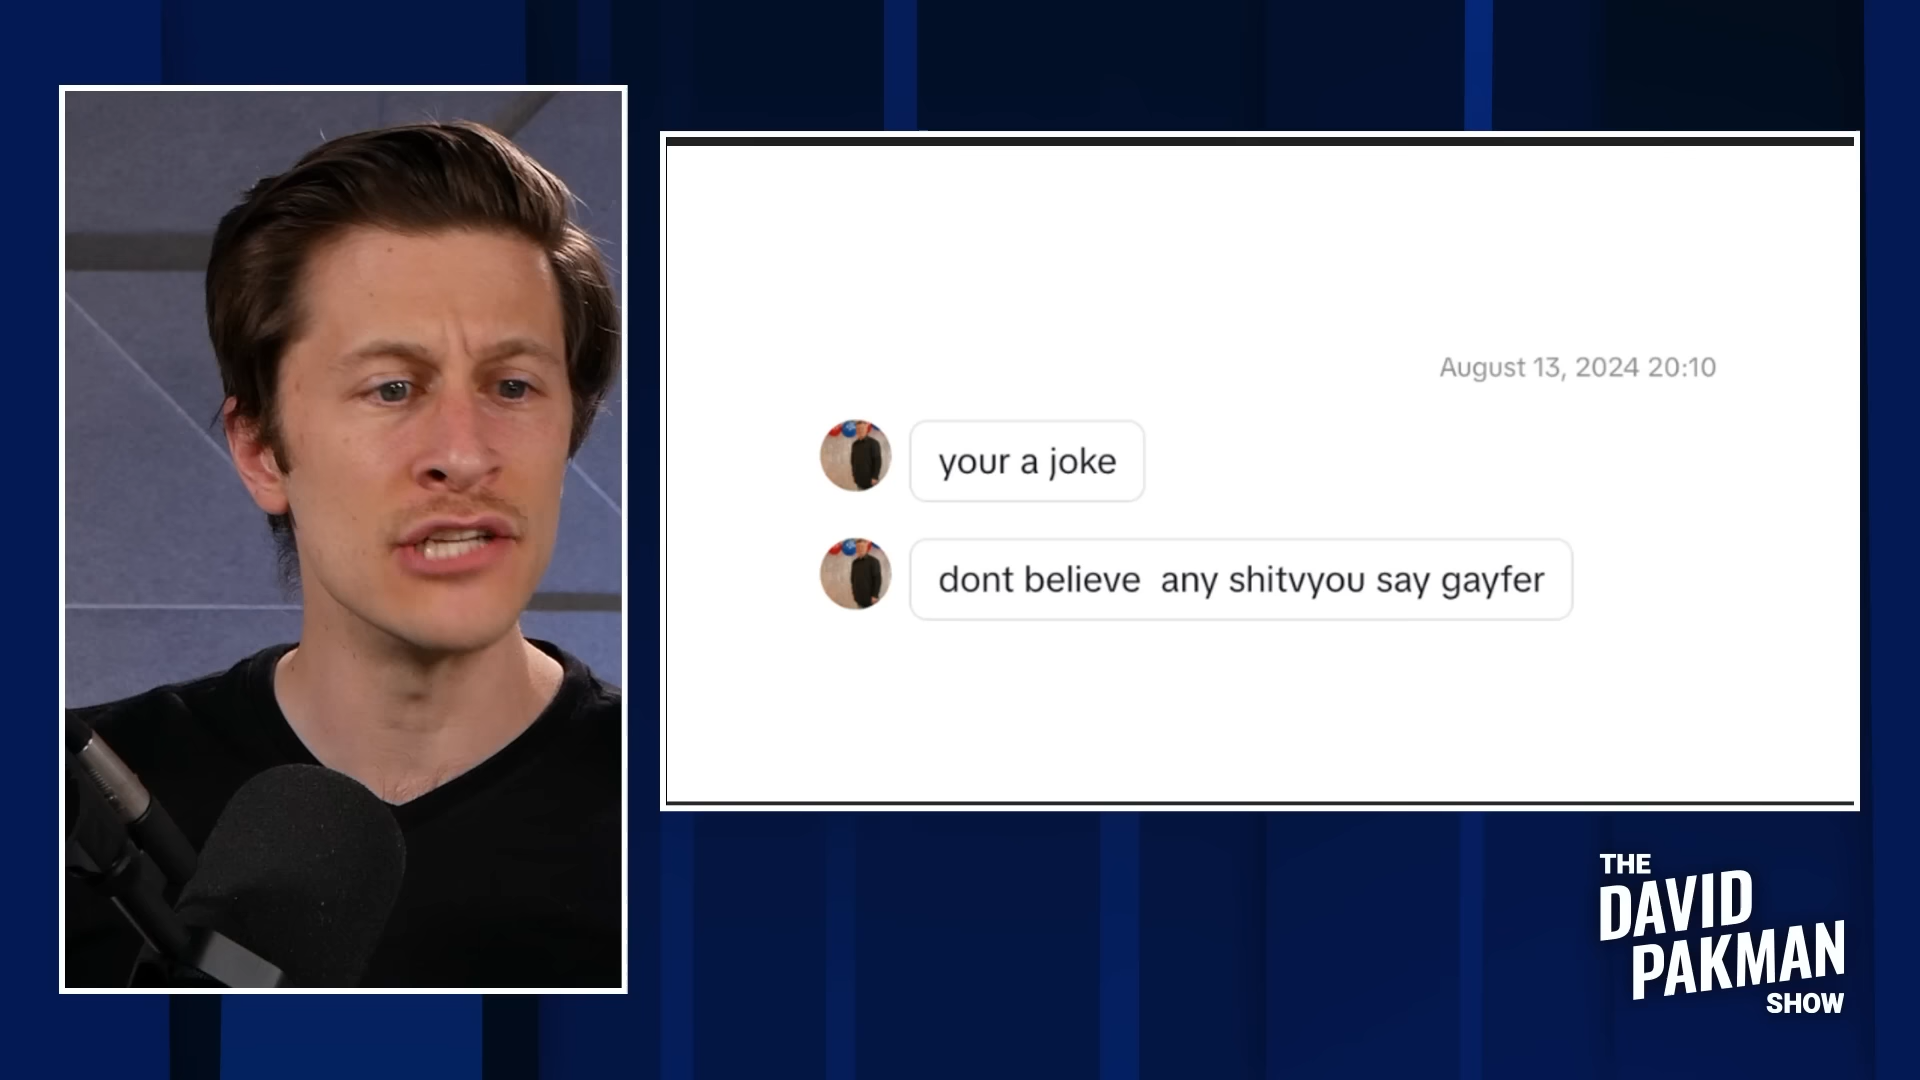 August 13, 2024 20:10
your a joke
dont believe  any shitvyou say gayfer
THE
DAVID
PAKMAN
SHOW